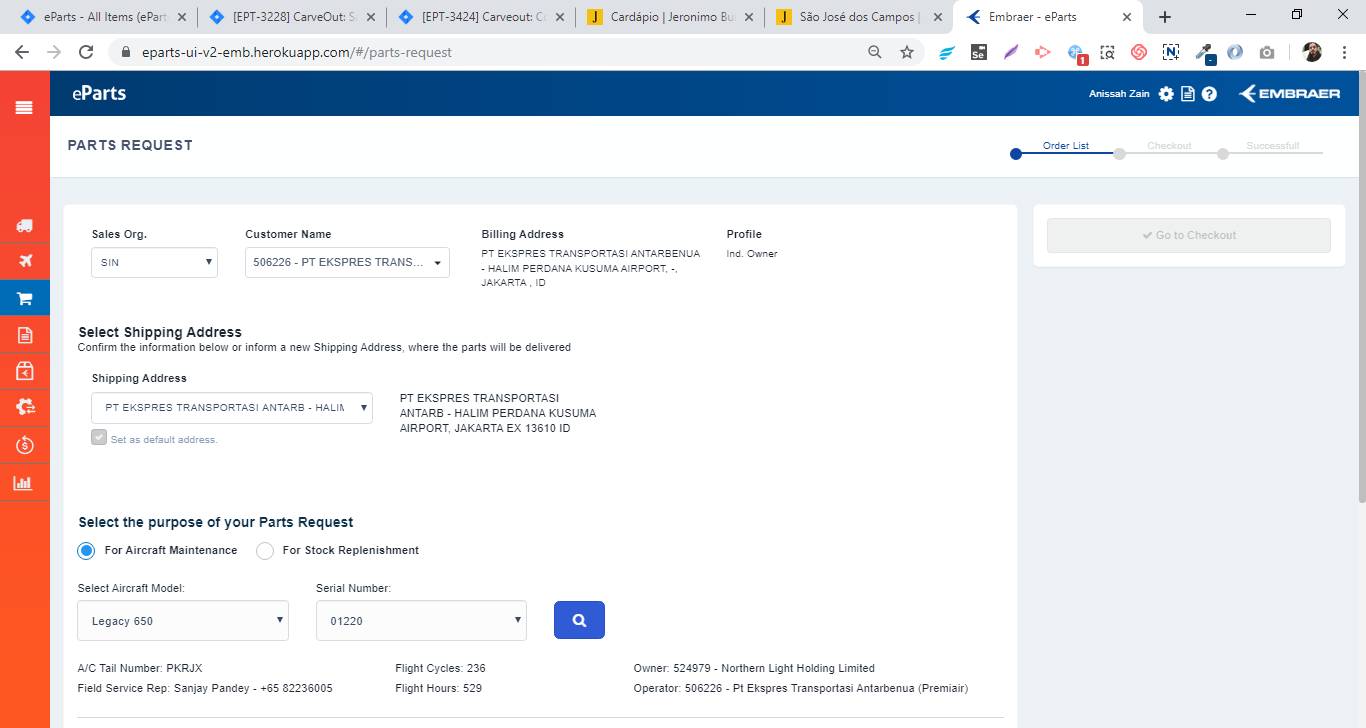 eParts - All Items (ePart
[EPT-3228] CarveOut: S
[EPT-3424] Carveout: C
Cardápio | Jeronimo Bu
São José dos Campos |
Embraer - eParts
eparts-ui-v2-emb.herokuapp.com/#/parts-request
Se
1
N
eParts
Anissah Zain
EMBRAER
PARTS REQUEST
Order List
Checkout
Successfull
Sales Org.
Customer Name
Billing Address
Profile
SIN
506226 - PT EKSPRES TRANS...
PT EKSPRES TRANSPORTASI ANTARBENUA
- HALIM PERDANA KUSUMA AIRPORT, -,
JAKARTA , ID
Ind. Owner
Go to Checkout
Select Shipping Address
Confirm the information below or inform a new Shipping Address, where the parts will be delivered
Shipping Address
PT EKSPRES TRANSPORTASI ANTARB - HALIM
PT EKSPRES TRANSPORTASI
ANTARB - HALIM PERDANA KUSUMA
AIRPORT, JAKARTA EX 13610 ID
Set as default address.
Select the purpose of your Parts Request
For Aircraft Maintenance
For Stock Replenishment
Select Aircraft Model:
Serial Number:
Legacy 650
01220
A/C Tail Number: PKRJX
Flight Cycles: 236
Owner: 524979 - Northern Light Holding Limited
Field Service Rep: Sanjay Pandey - +65 82236005
Flight Hours: 529
Operator: 506226 - Pt Ekspres Transportasi Antarbenua (Premiair)